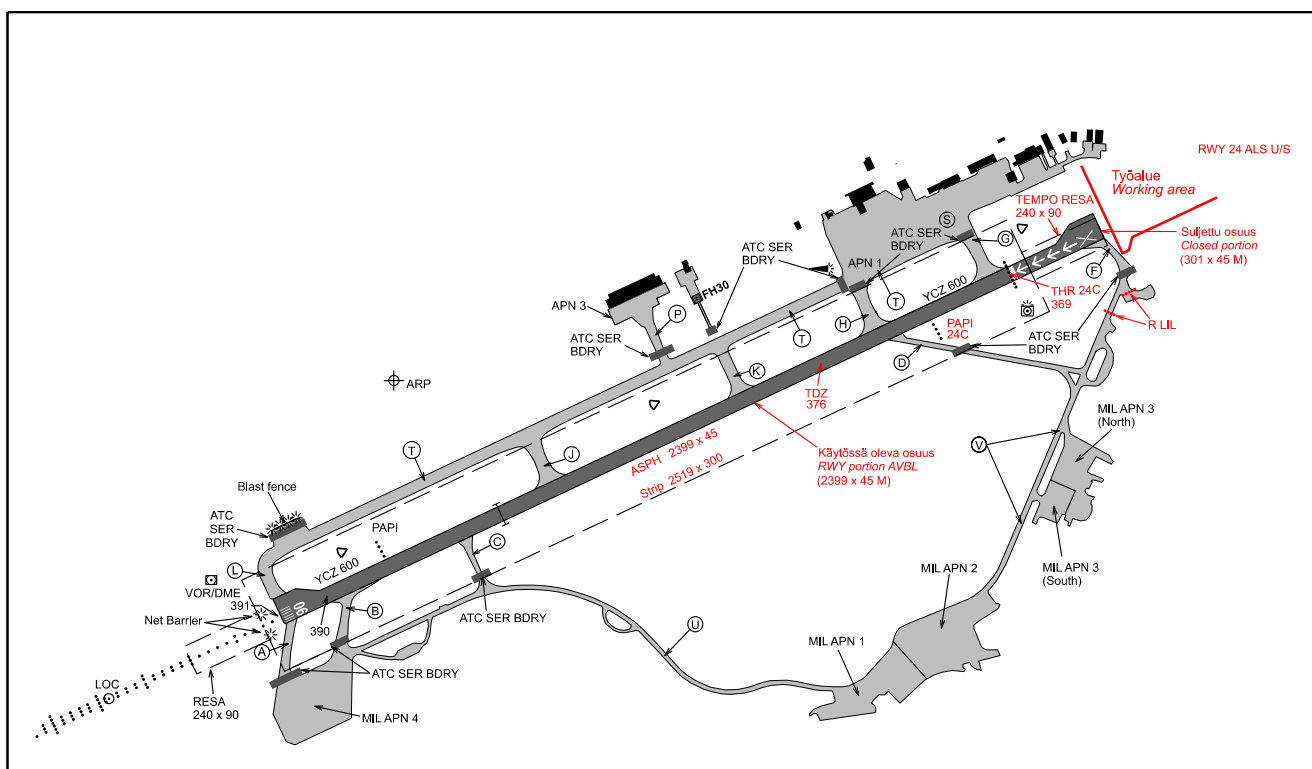 RWY 24 ALS U/S
Työalue
Working area
TEMPO RESA
240 x 90
Suljettu osuus
Closed portion
(301 x 45 M)
S
G
ATC SER
BDRY
ATC SER
BDRY
APN 1
F
YCZ 600
THR 24C
369
FH30
APN 3
P
T
T
H
PAPI
24C
R LIL
ATC SER
BDRY
ATC SER
BDRY
D
K
ARP
TDZ
376
MIL APN 3
(North)
T
J
ASPH 2399 x 45
Strip 2519 x 300
Käytössä oleva osuus
RWY portion AVBL
(2399 x 45 M)
V
Blast fence
ATC
SER
BDRY
PAPI
C
L
YCZ 600
VOR/DME
391
06
390
B
Net Barrier
A
ATC SER BDRY
MIL APN 2
MIL APN 3
(South)
U
MIL APN 1
ATC SER BDRY
LOC
RESA
240 x 90
MIL APN 4